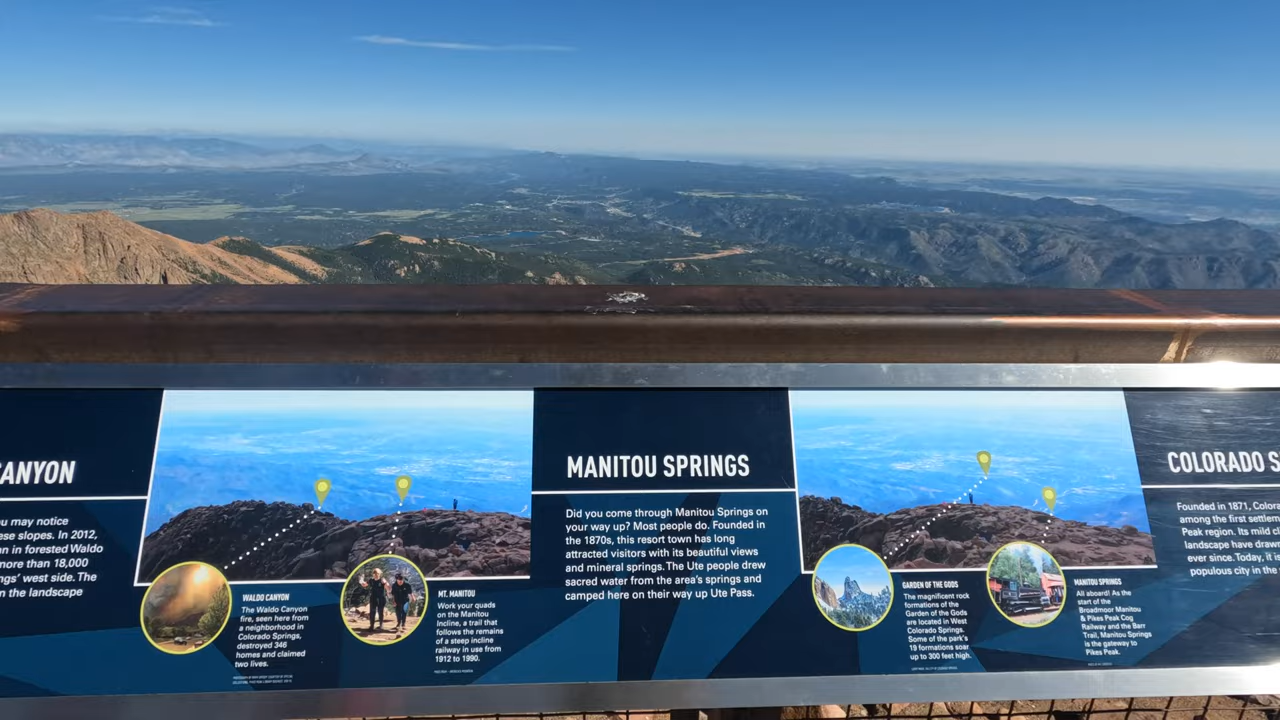 CANYON
u may notice
ese slopes. In 2012,
n in forested Waldo
more than 18,000
ngs' west side. The
n the landscape
WALDO CANYON
The Waldo Canyon
fire, seen here from
a neighborhood in
Colorado Springs,
destroyed 346
homes and claimed
two lives.
MT. MANITOU
Work your quads
on the Manitou
Incline, a trail that
follows the remains
of a steep incline
railway in use from
1912 to 1990.
MANITOU SPRINGS
Did you come through Manitou Springs on
your way up? Most people do. Founded in
the 1870s, this resort town has long
attracted visitors with its beautiful views
and mineral springs. The Ute people drew
sacred water from the area's springs and
camped here on their way up Ute Pass.
GARDEN OF THE GODS
The magnificent rock
formations of the
Garden of the Gods
are located in West
Colorado Springs.
Some of the park's
19 formations soar
up to 300 feet high.
MANITOU SPRINGS
All aboard! As the
start of the
Broadmoor Manitou
& Pikes Peak Cog
Railway and the Barr
Trail, Manitou Springs
is the gateway to
Pikes Peak.
COLORADO S
Founded in 1871, Colora
among the first settlem
Peak region. Its mild cl
landscape have drawn
ever since. Today, it is
populous city in the